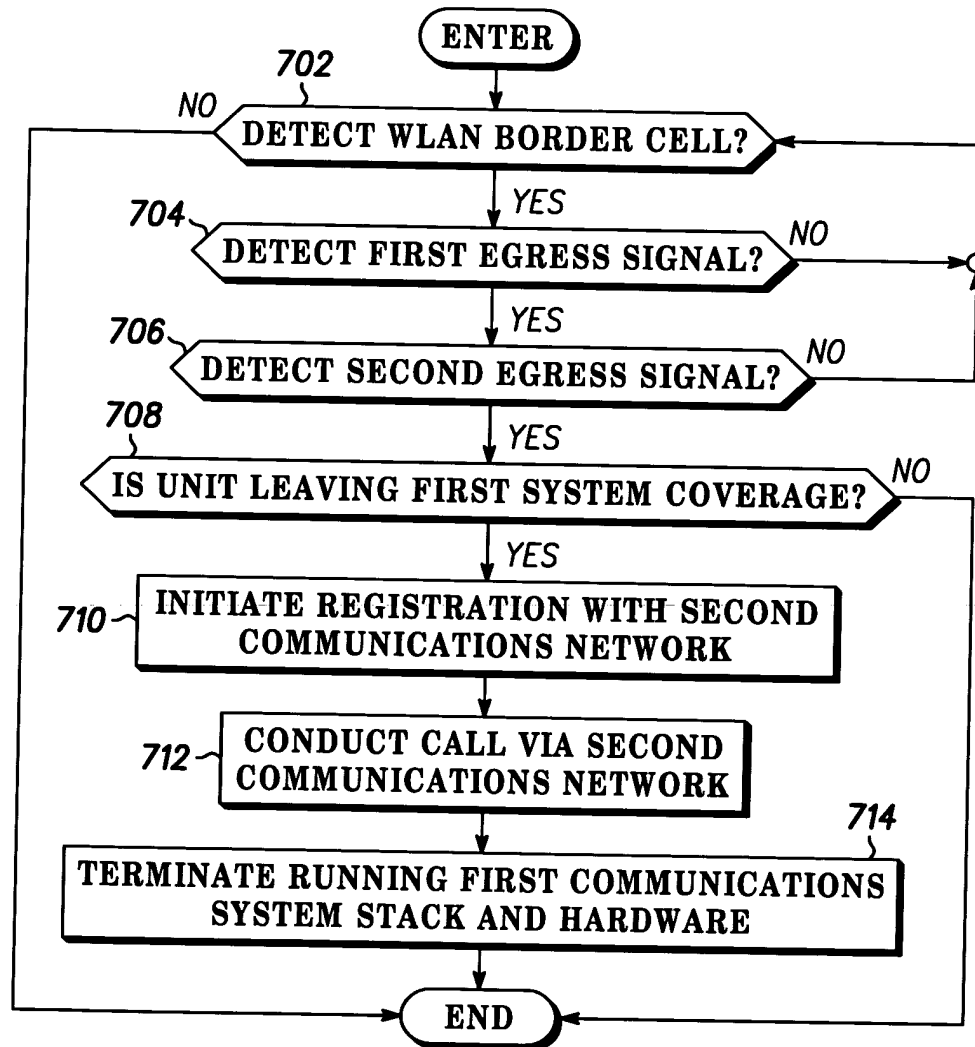 ENTER
702
NO
DETECT WLAN BORDER CELL?
YES
704
NO
DETECT FIRST EGRESS SIGNAL?
YES
706
NO
DETECT SECOND EGRESS SIGNAL?
YES
708
NO
IS UNIT LEAVING FIRST SYSTEM COVERAGE?
YES
710
INITIATE REGISTRATION WITH SECOND
COMMUNICATIONS NETWORK
712
CONDUCT CALL VIA SECOND
COMMUNICATIONS NETWORK
714
TERMINATE RUNNING FIRST COMMUNICATIONS
SYSTEM STACK AND HARDWARE
END